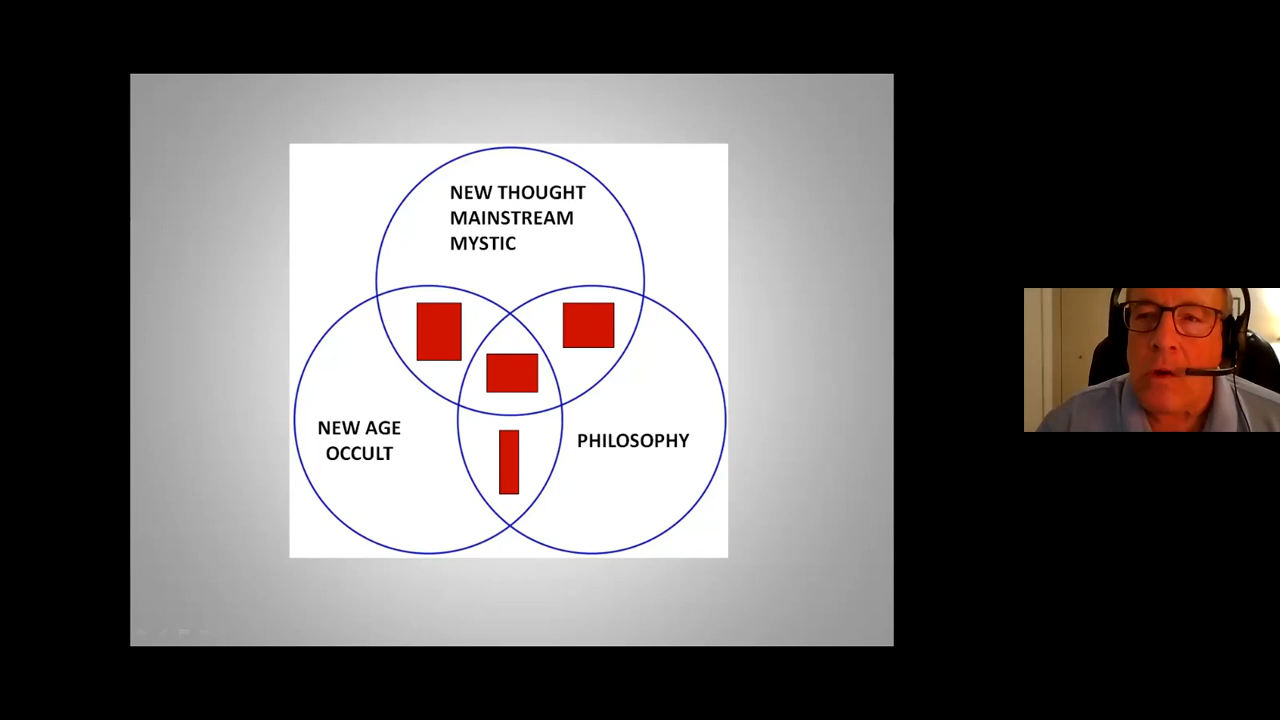 NEW THOUGHT
MAINSTREAM
MYSTIC
NEW AGE
OCCULT
PHILOSOPHY